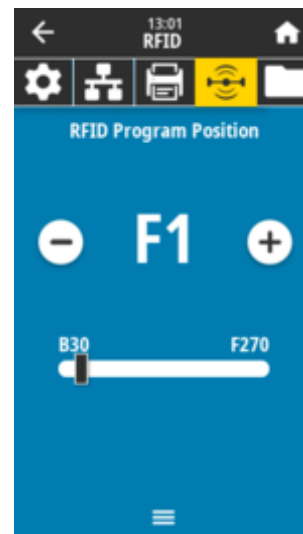 13:01
RFID
RFID Program Position
F1
B30 F270